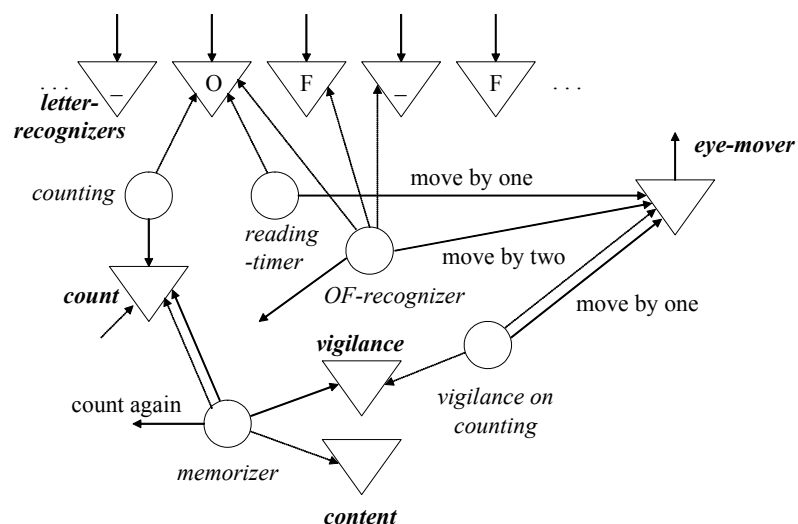 . . . _ O F _ F . . .
letter-
recognizers
eye-mover
counting
move by one
reading
-timer
move by two
OF-recognizer
count
move by one
vigilance
vigilance on
counting
count again
memorizer
content